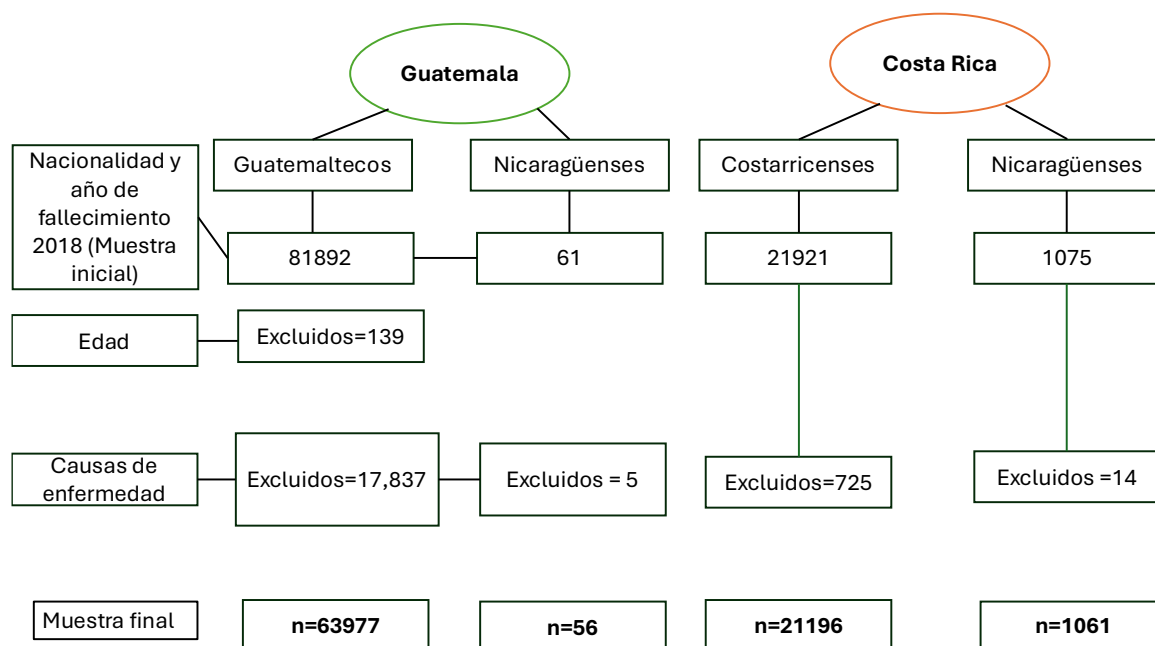 Guatemala
Costa Rica
Guatemaltecos
Nicaragüenses
Costarricenses
Nicaragüenses
Nacionalidad y
año de
fallecimiento
2018 (Muestra
inicial)
81892
61
21921
1075
Edad
Excluidos=139
Causas de
enfermedad
Excluidos=17,837
Excluidos = 5
Excluidos=725
Excluidos =14
Muestra final
n=63977
n=56
n=21196
n=1061